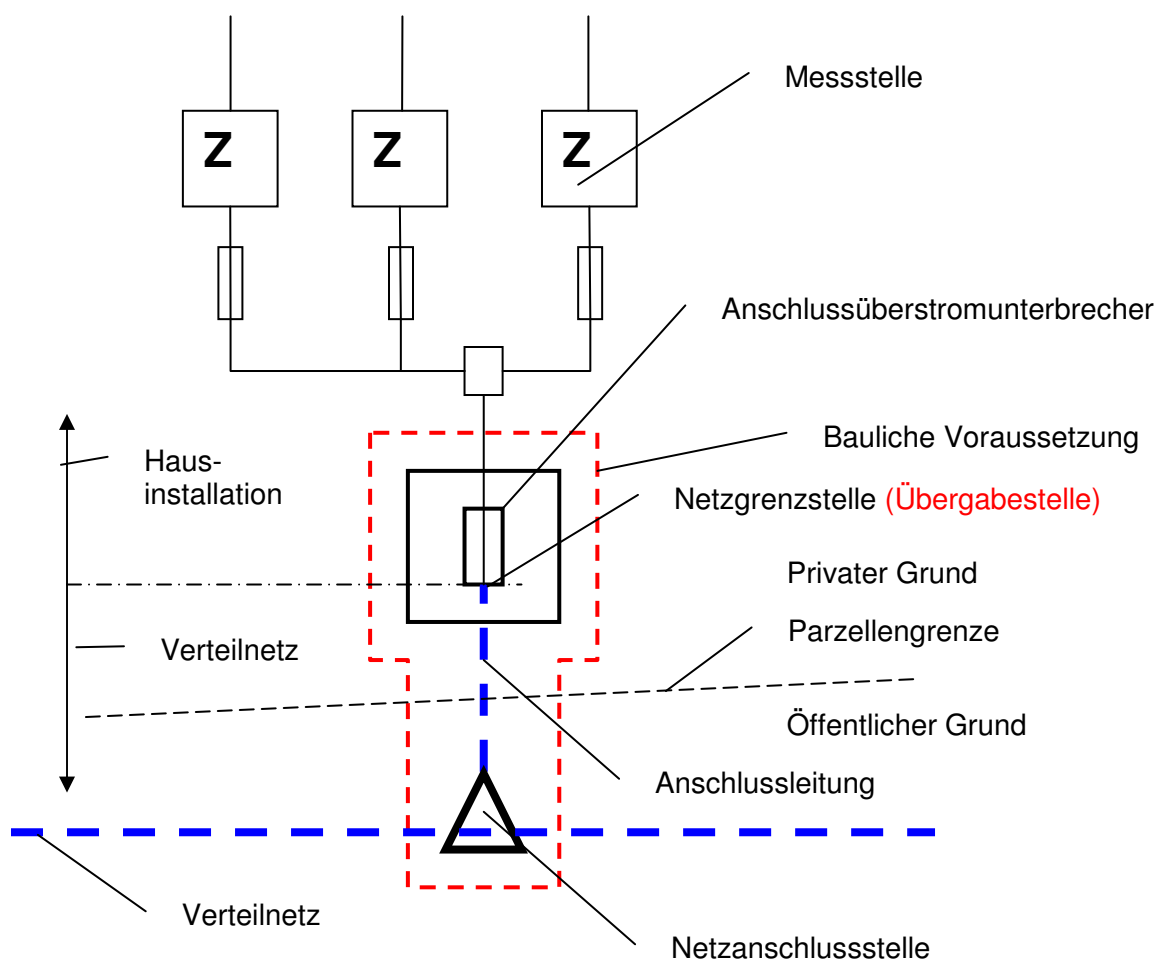 Messstelle
Z Z Z
Anschlussüberstromunterbrecher
Bauliche Voraussetzung
Haus-
installation
Netzgrenzstelle (Übergabestelle)
Privater Grund
Parzellengrenze
Verteilnetz
Öffentlicher Grund
Anschlussleitung
Verteilnetz
Netzanschlussstelle